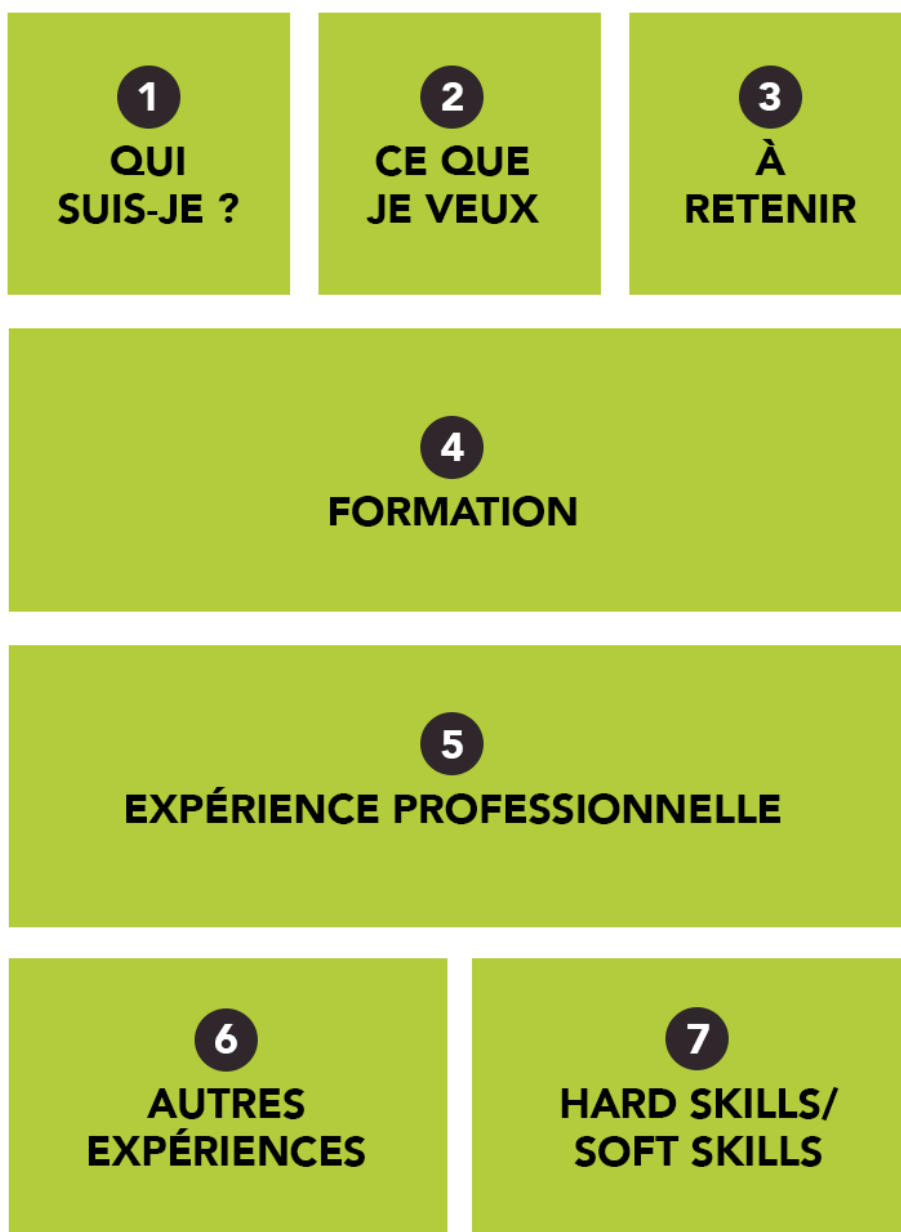 1
QUI
SUIS-JE ?
2
CE QUE
JE VEUX
3
À
RETENIR
4
FORMATION
5
EXPÉRIENCE PROFESSIONNELLE
6
AUTRES
EXPÉRIENCES
7
HARD SKILLS/
SOFT SKILLS